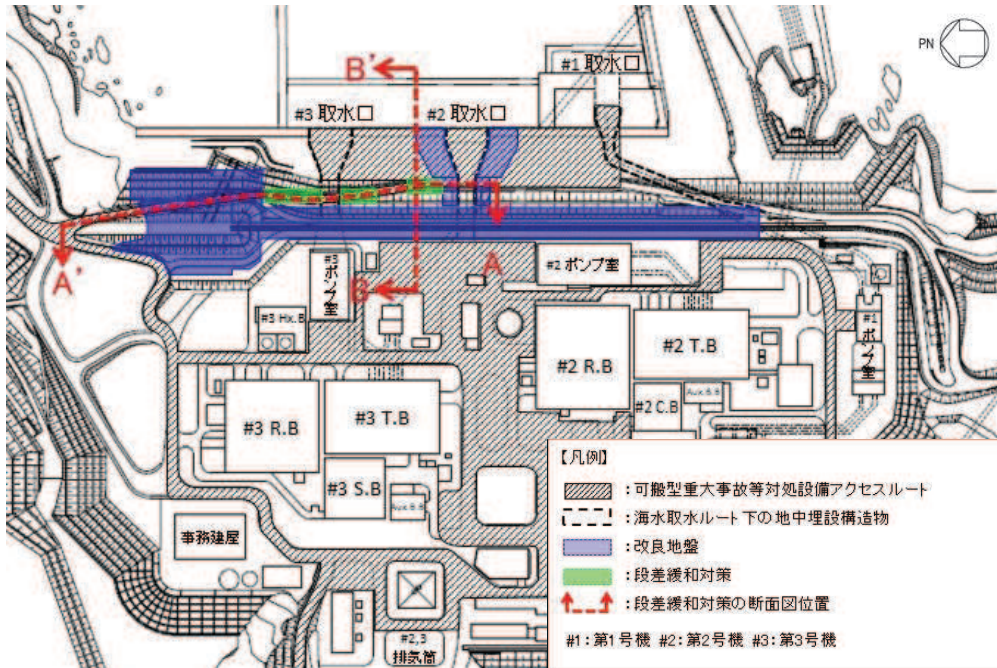 PN
#1 取水口
B'
#3 取水口
#2 取水口
A'
A
B
#3 ポンプ室
#2 ポンプ室
#1 ポンプ室
#3 Hx.B
#2 R.B
#2 T.B
Aux.B.B
#2 C.B
#3 R.B
#3 T.B
#3 S.B
Aux.B.B
事務建屋
#2,3
排気筒
【凡例】
:可搬型重大事故等対処設備アクセスルート
:海水取水ルート下の地中埋設構造物
:改良地盤
:段差緩和対策
:段差緩和対策の断面図位置
#1:第1号機 #2:第2号機 #3:第3号機